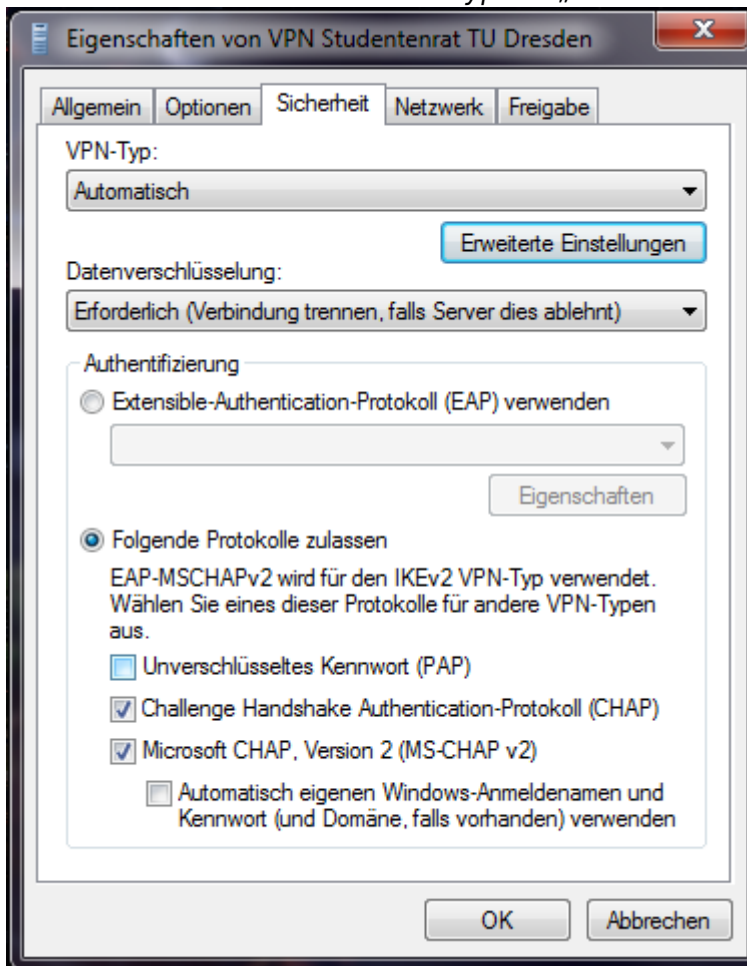 Eigenschaften von VPN Studentenrat TU Dresden
Allgemein Optionen Sicherheit Netzwerk Freigabe
VPN-Typ:
Automatisch
Erweiterte Einstellungen
Datenverschlüsselung:
Erforderlich (Verbindung trennen, falls Server dies ablehnt)
Authentifizierung
Extensible-Authentication-Protokoll (EAP) verwenden
Eigenschaften
Folgende Protokolle zulassen
EAP-MSCHAPv2 wird für den IKEv2 VPN-Typ verwendet.
Wählen Sie eines dieser Protokolle für andere VPN-Typen
aus.
Unverschlüsseltes Kennwort (PAP)
Challenge Handshake Authentication-Protokoll (CHAP)
Microsoft CHAP, Version 2 (MS-CHAP v2)
Automatisch eigenen Windows-Anmeldenamen und
Kennwort (und Domäne, falls vorhanden) verwenden
OK Abbrechen